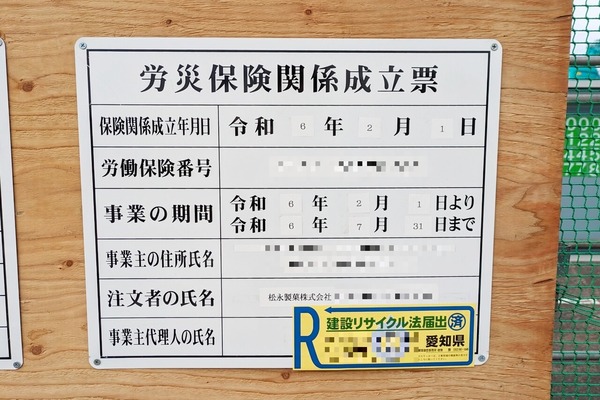 労災保険関係成立票
保険関係成立年月日 令和 6 年 2 月 1 日
労働保険番号
事業の期間 令和 6 年 2 月 1 日より
令和 6 年 7 月 31 日まで
事業主の住所氏名
注文者の氏名 松永製菓株式会社
事業主代理人の氏名
R 建設リサイクル法届出 済
愛知県